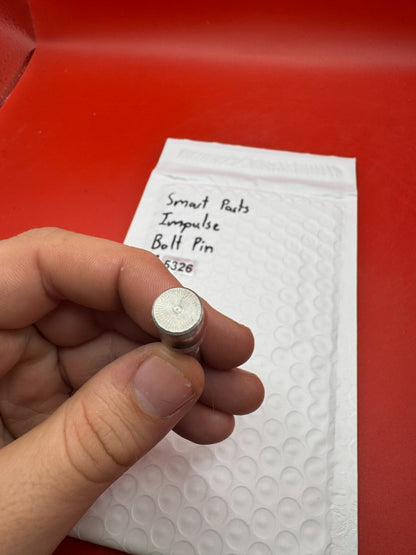 Smart Parts
Impulse
Bolt Pin
5326